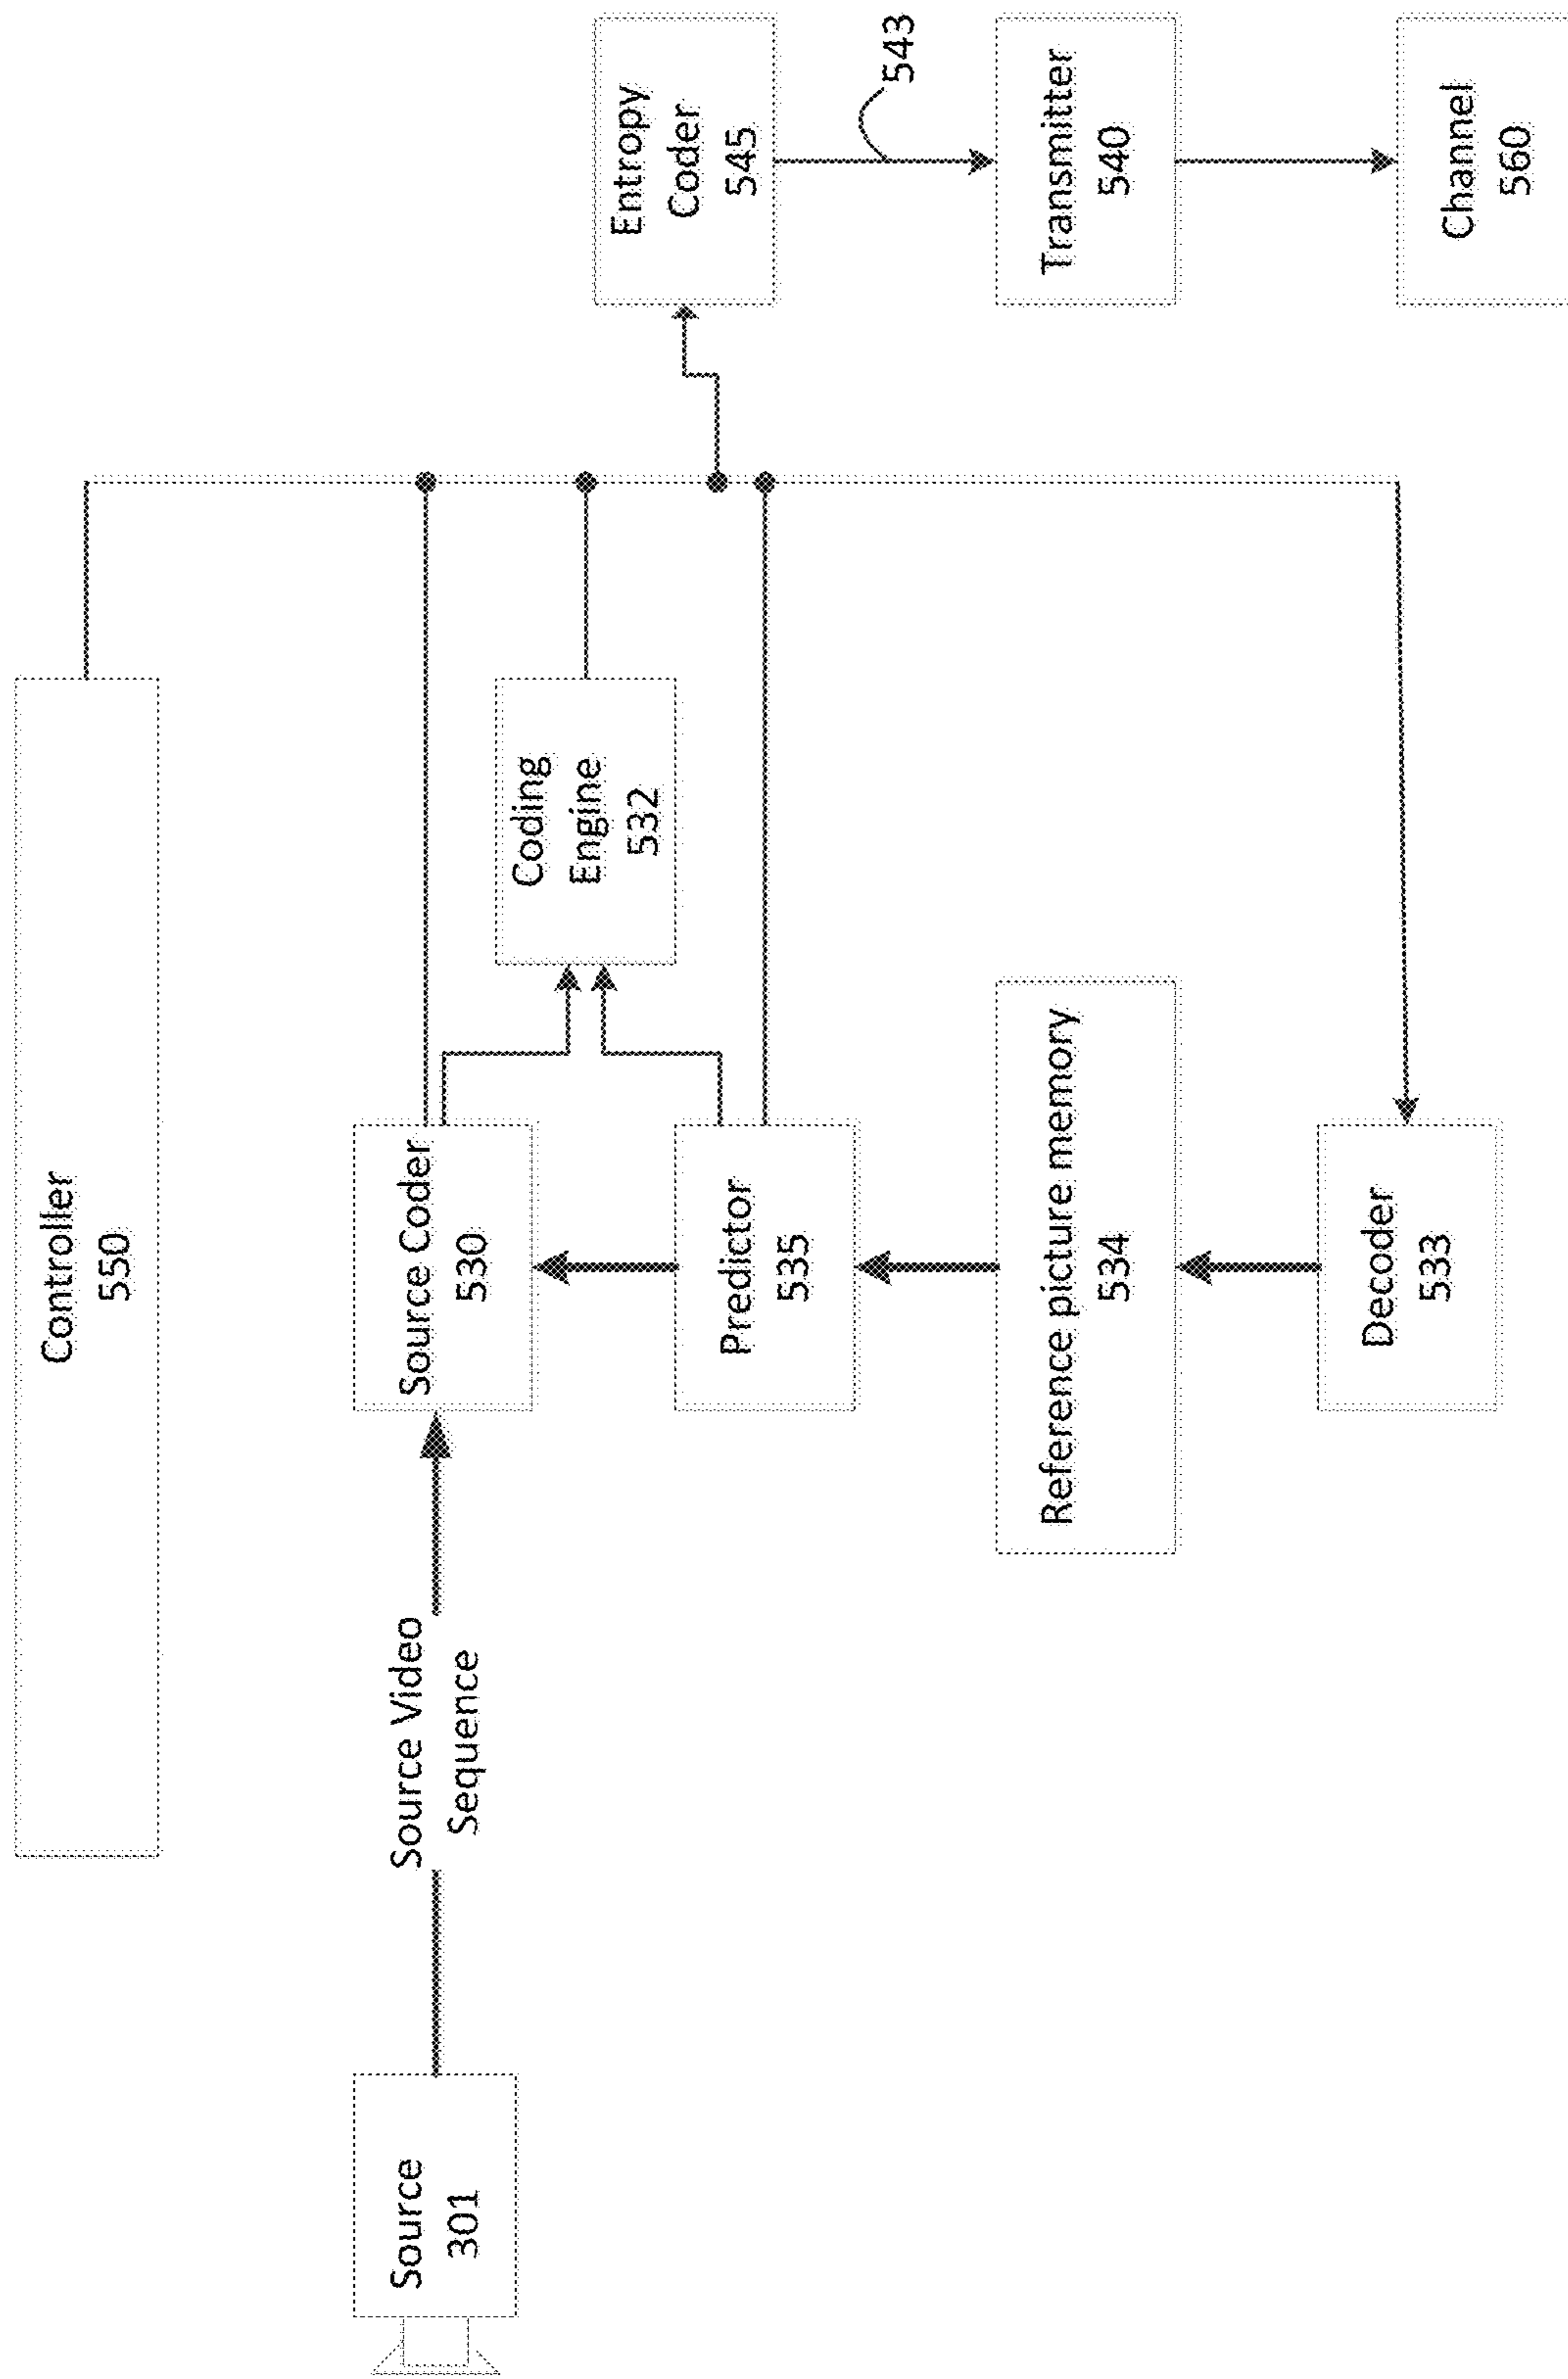 Controller
550
Source
301
Source Video
Sequence
Source Coder
530
Coding
Engine
532
Predictor
535
Reference picture memory
534
Decoder
533
Entropy
Coder
545
543
Transmitter
540
Channel
560